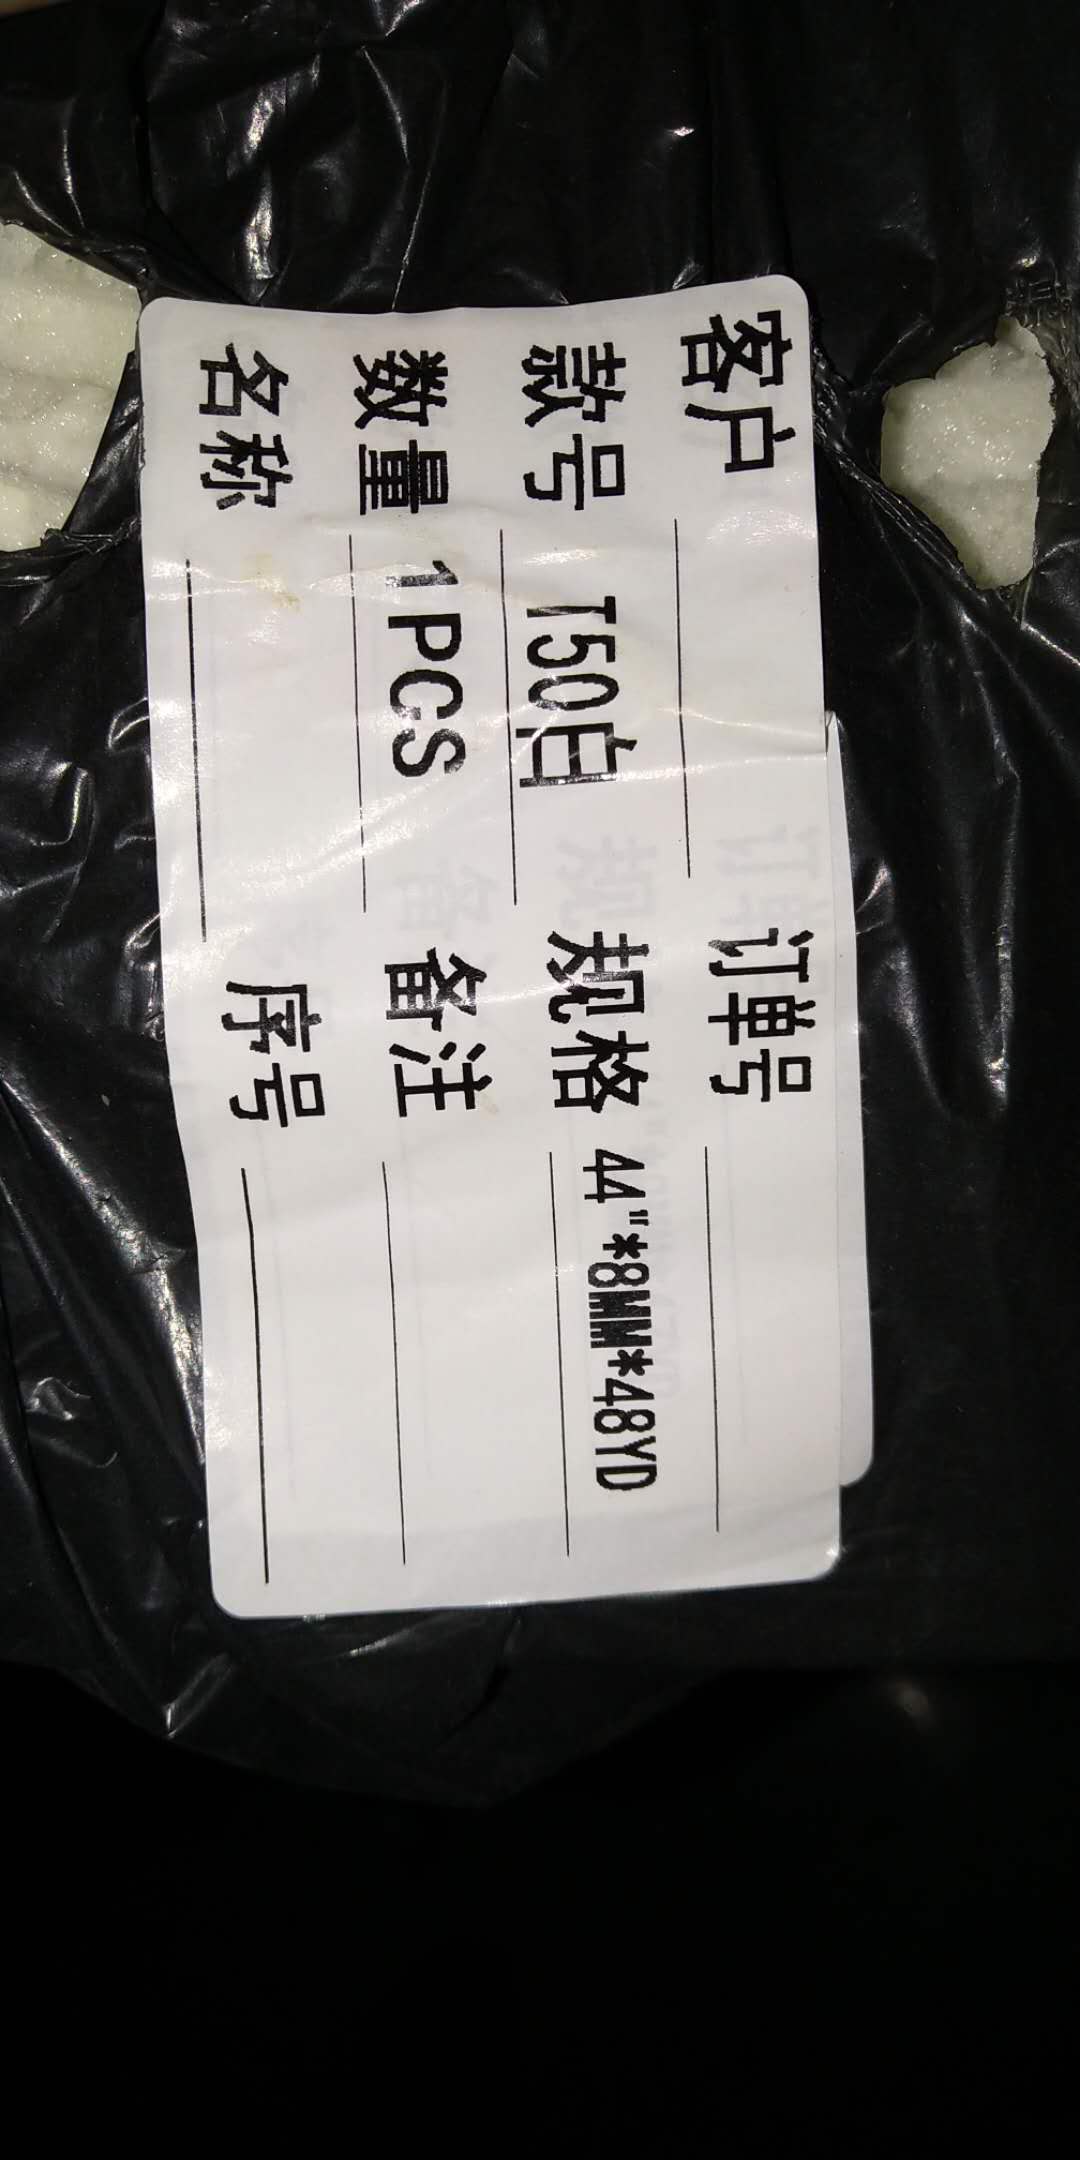 客户 订单号
款号 T50白 规格 44"*8MM*48YD
数量 1PCS 备注
名称 序号